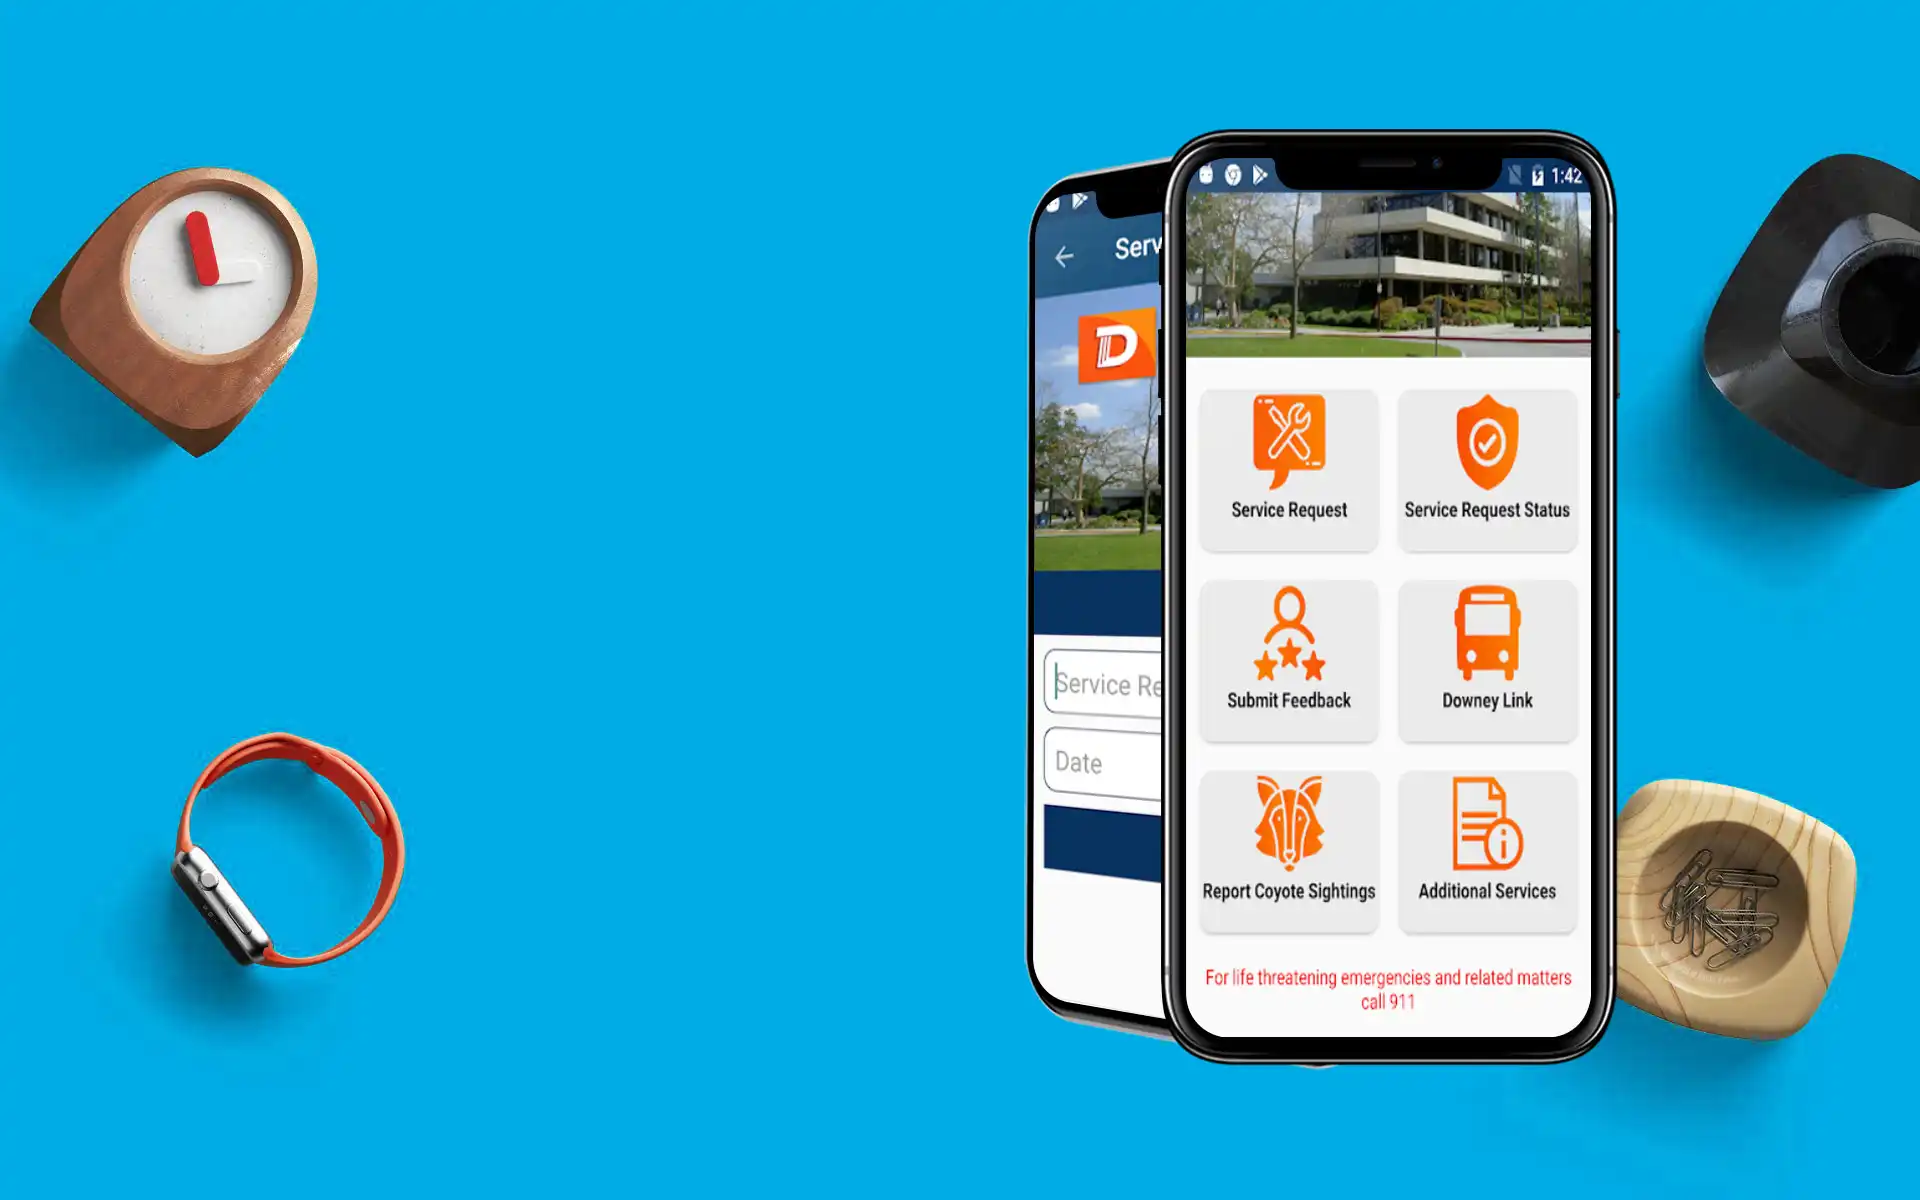 Serv
D
Service Re
Date
1:42
Service Request
Service Request Status
Submit Feedback
Downey Link
Report Coyote Sightings
Additional Services
For life threatening emergencies and related matters
call 911